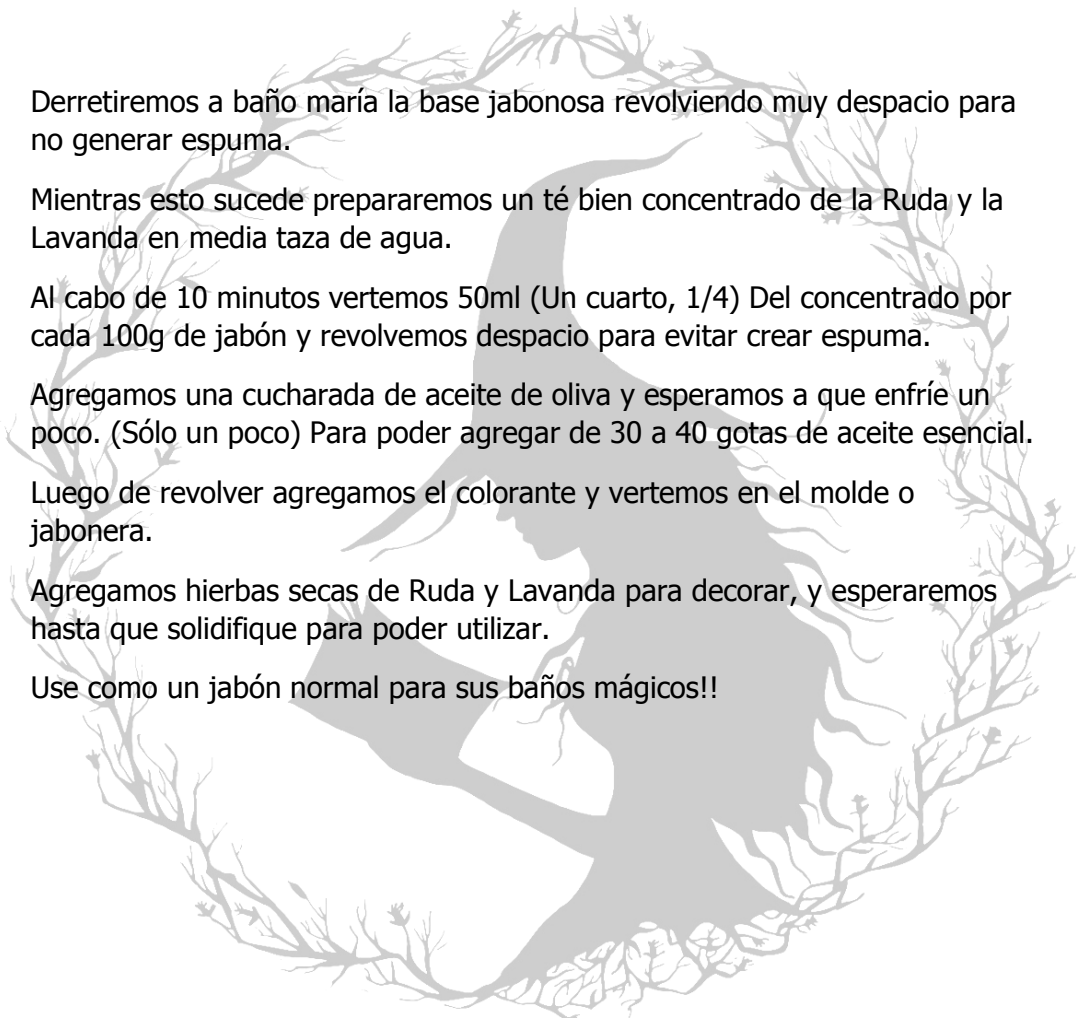 Derretiremos a baño maría la base jabonosa revolviendo muy despacio para
no generar espuma.
Mientras esto sucede prepararemos un té bien concentrado de la Ruda y la
Lavanda en media taza de agua.
Al cabo de 10 minutos vertemos 50ml (Un cuarto, 1/4) Del concentrado por
cada 100g de jabón y revolvemos despacio para evitar crear espuma.
Agregamos una cucharada de aceite de oliva y esperamos a que enfríe un
poco. (Sólo un poco) Para poder agregar de 30 a 40 gotas de aceite esencial.
Luego de revolver agregamos el colorante y vertemos en el molde o
jabonera.
Agregamos hierbas secas de Ruda y Lavanda para decorar, y esperaremos
hasta que solidifique para poder utilizar.
Use como un jabón normal para sus baños mágicos!!